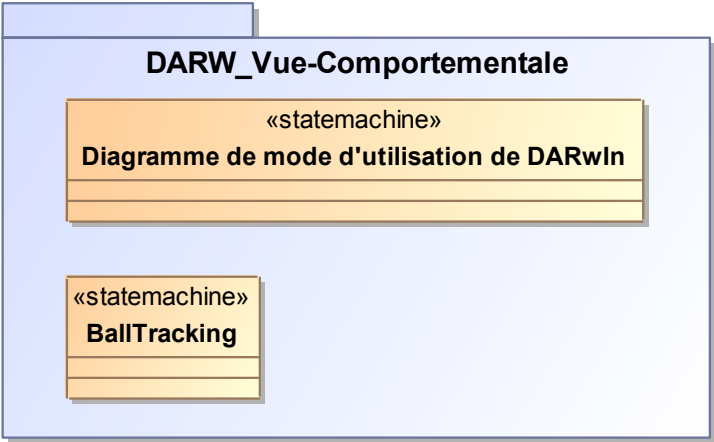 DARW_Vue-Comportementale
«statemachine»
Diagramme de mode d'utilisation de DARwIn
«statemachine»
BallTracking